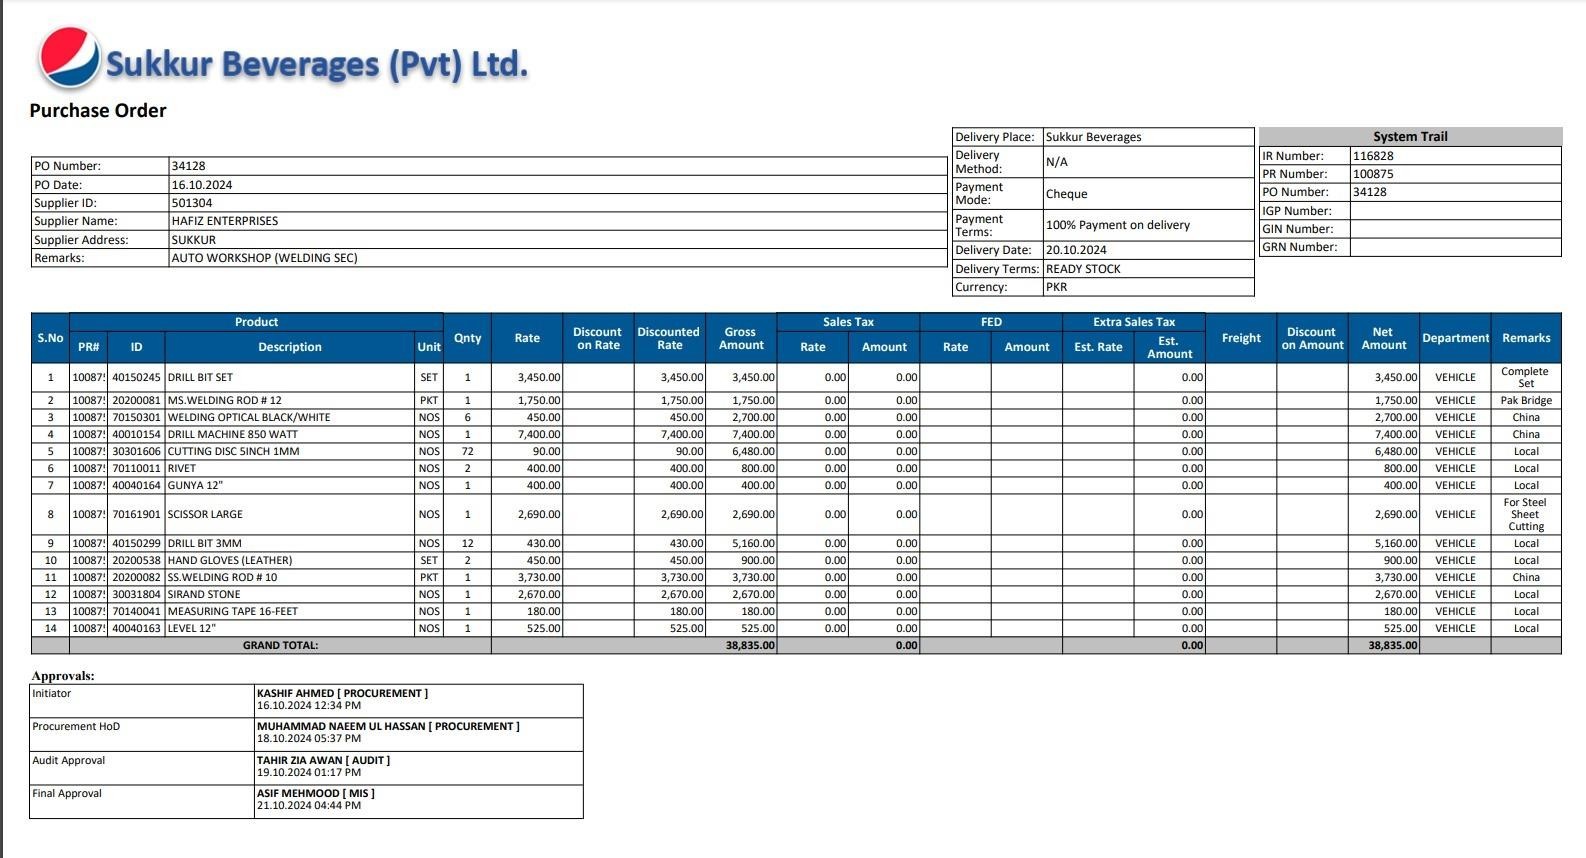 Sukkur Beverages (Pvt) Ltd.
Purchase Order
PO Number: 34128
PO Date: 16.10.2024
Supplier ID: 501304
Supplier Name: HAFIZ ENTERPRISES
Supplier Address: SUKKUR
Remarks: AUTO WORKSHOP (WELDING SEC)
Delivery Place: Sukkur Beverages
Delivery Method: N/A
Payment Mode: Cheque
Payment Terms: 100% Payment on delivery
Delivery Date: 20.10.2024
Delivery Terms: READY STOCK
Currency: PKR
System Trail
IR Number: 116828
PR Number: 100875
PO Number: 34128
IGP Number:
GIN Number:
GRN Number:
S.No Product Qnty Rate Discount on Rate Discounted Rate Gross Amount Sales Tax FED Extra Sales Tax Freight Discount on Amount Net Amount Department Remarks
PR# ID Description Unit Rate Amount Rate Amount Est. Rate Est. Amount
1 10087 40150245 DRILL BIT SET SET 1 3,450.00 3,450.00 3,450.00 0.00 0.00 0.00 3,450.00 VEHICLE Complete Set
2 10087 20200081 MS.WELDING ROD # 12 PKT 1 1,750.00 1,750.00 1,750.00 0.00 0.00 0.00 1,750.00 VEHICLE Pak Bridge
3 10087 70150301 WELDING OPTICAL BLACK/WHITE NOS 6 450.00 450.00 2,700.00 0.00 0.00 0.00 2,700.00 VEHICLE China
4 10087 40010154 DRILL MACHINE 850 WATT NOS 1 7,400.00 7,400.00 7,400.00 0.00 0.00 0.00 7,400.00 VEHICLE China
5 10087 30301606 CUTTING DISC 5INCH 1MM NOS 72 90.00 90.00 6,480.00 0.00 0.00 0.00 6,480.00 VEHICLE Local
6 10087 70110011 RIVET NOS 2 400.00 400.00 800.00 0.00 0.00 0.00 800.00 VEHICLE Local
7 10087 40040164 GUNYA 12" NOS 1 400.00 400.00 400.00 0.00 0.00 0.00 400.00 VEHICLE Local
8 10087 70161901 SCISSOR LARGE NOS 1 2,690.00 2,690.00 2,690.00 0.00 0.00 0.00 2,690.00 VEHICLE For Steel Sheet Cutting
9 10087 40150299 DRILL BIT 3MM NOS 12 430.00 430.00 5,160.00 0.00 0.00 0.00 5,160.00 VEHICLE Local
10 10087 20200538 HAND GLOVES (LEATHER) SET 2 450.00 450.00 900.00 0.00 0.00 0.00 900.00 VEHICLE Local
11 10087 20200082 SS.WELDING ROD # 10 PKT 1 3,730.00 3,730.00 3,730.00 0.00 0.00 0.00 3,730.00 VEHICLE China
12 10087 30031804 SIRAND STONE NOS 1 2,670.00 2,670.00 2,670.00 0.00 0.00 0.00 2,670.00 VEHICLE Local
13 10087 70140041 MEASURING TAPE 16-FEET NOS 1 180.00 180.00 180.00 0.00 0.00 0.00 180.00 VEHICLE Local
14 10087 40040163 LEVEL 12" NOS 1 525.00 525.00 525.00 0.00 0.00 0.00 525.00 VEHICLE Local
GRAND TOTAL: 38,835.00 0.00 0.00 38,835.00
Approvals:
Initiator KASHIF AHMED [ PROCUREMENT ]
16.10.2024 12:34 PM
Procurement HoD MUHAMMAD NAEEM UL HASSAN [ PROCUREMENT ]
18.10.2024 05:37 PM
Audit Approval TAHIR ZIA AWAN [ AUDIT ]
19.10.2024 01:17 PM
Final Approval ASIF MEHMOOD [ MIS ]
21.10.2024 04:44 PM